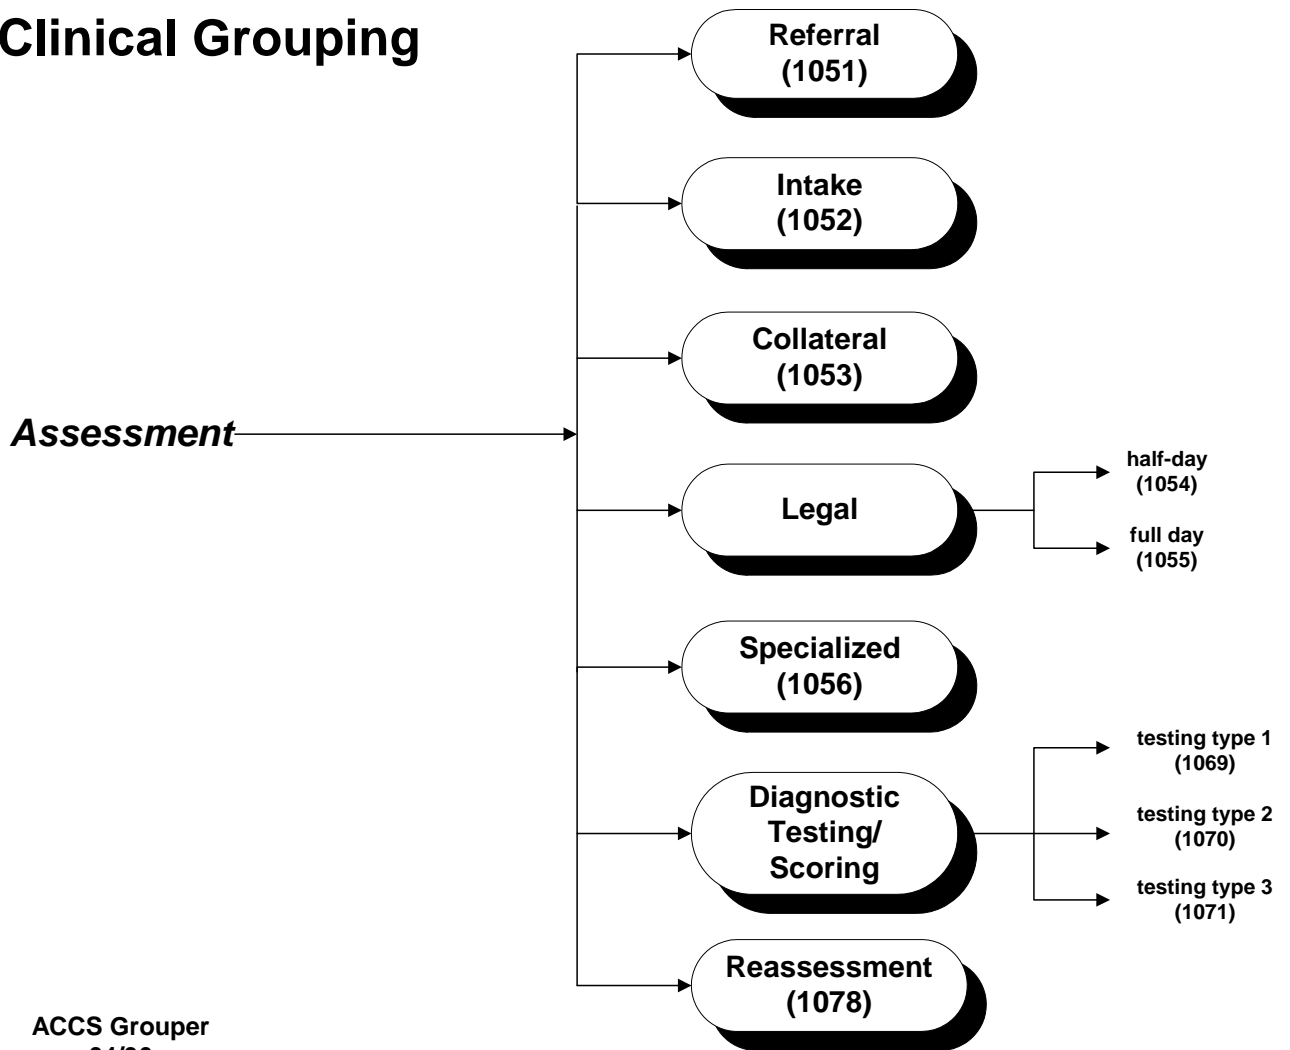 Clinical Grouping
Referral
(1051)
Intake
(1052)
Collateral
(1053)
Assessment
Legal
half-day
(1054)
full day
(1055)
Specialized
(1056)
Diagnostic
Testing/
Scoring
testing type 1
(1069)
testing type 2
(1070)
testing type 3
(1071)
Reassessment
(1078)
ACCS Grouper